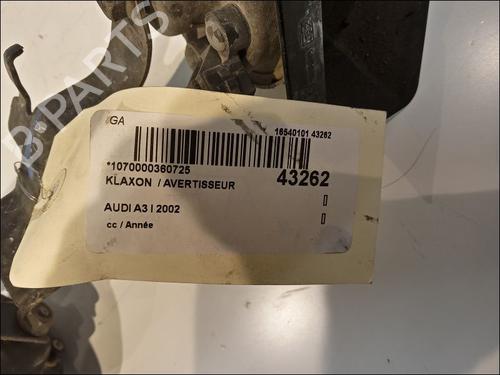 GA
16540101 43262
*1070000360725
KLAXON / AVERTISSEUR
43262
AUDI A3 I 2002
cc / Année
B-PARTS